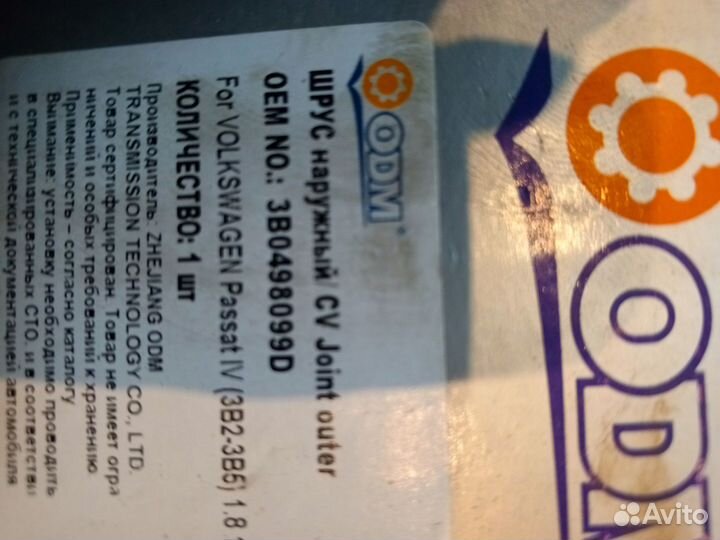 ODM®
ШРУС наружный/ CV Joint outer
OEM NO.: 3B0498099D
For VOLKSWAGEN Passat IV (3B2-3B5) 1.8
КОЛИЧЕСТВО: 1 шт
Производитель: ZHEJIANG ODM
TRANSMISSION TECHNOLOGY CO., LTD.
Товар сертифицирован. Товар не имеет огра
ничений и особых требований к хранению.
Применимость – согласно каталогу
Внимание: установку необходимо проводить
в специализированных СТО, и в соответстви
и с технической документацией автомобиля
ODM
Avito